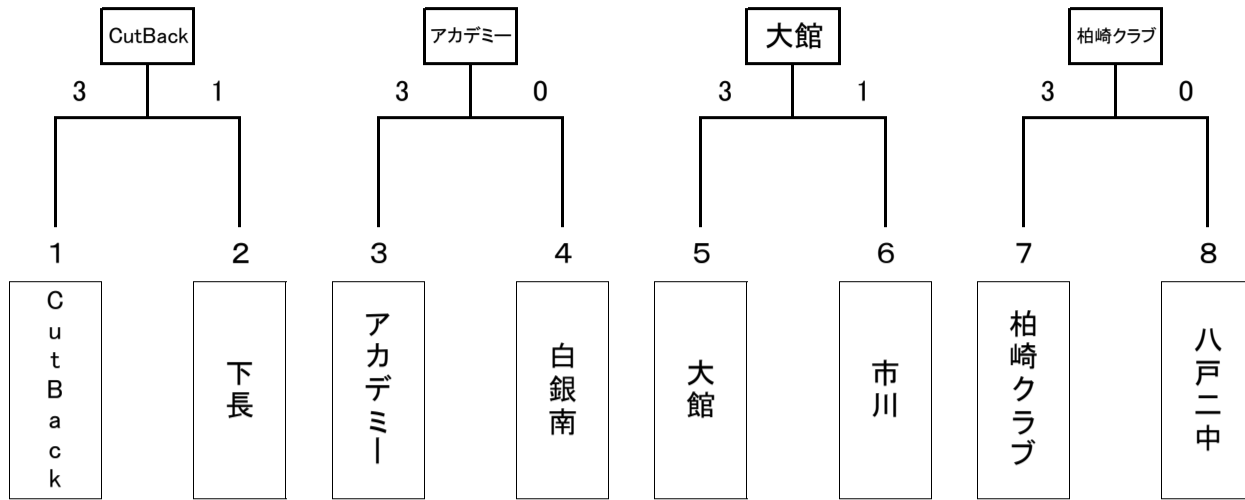 CutBack
アカデミー
大館
柏崎クラブ
3 1
3 0
3 1
3 0
1 2 3 4 5 6 7 8
CutBack
下長
アカデミー
白銀南
大館
市川
柏崎クラブ
八戸二中